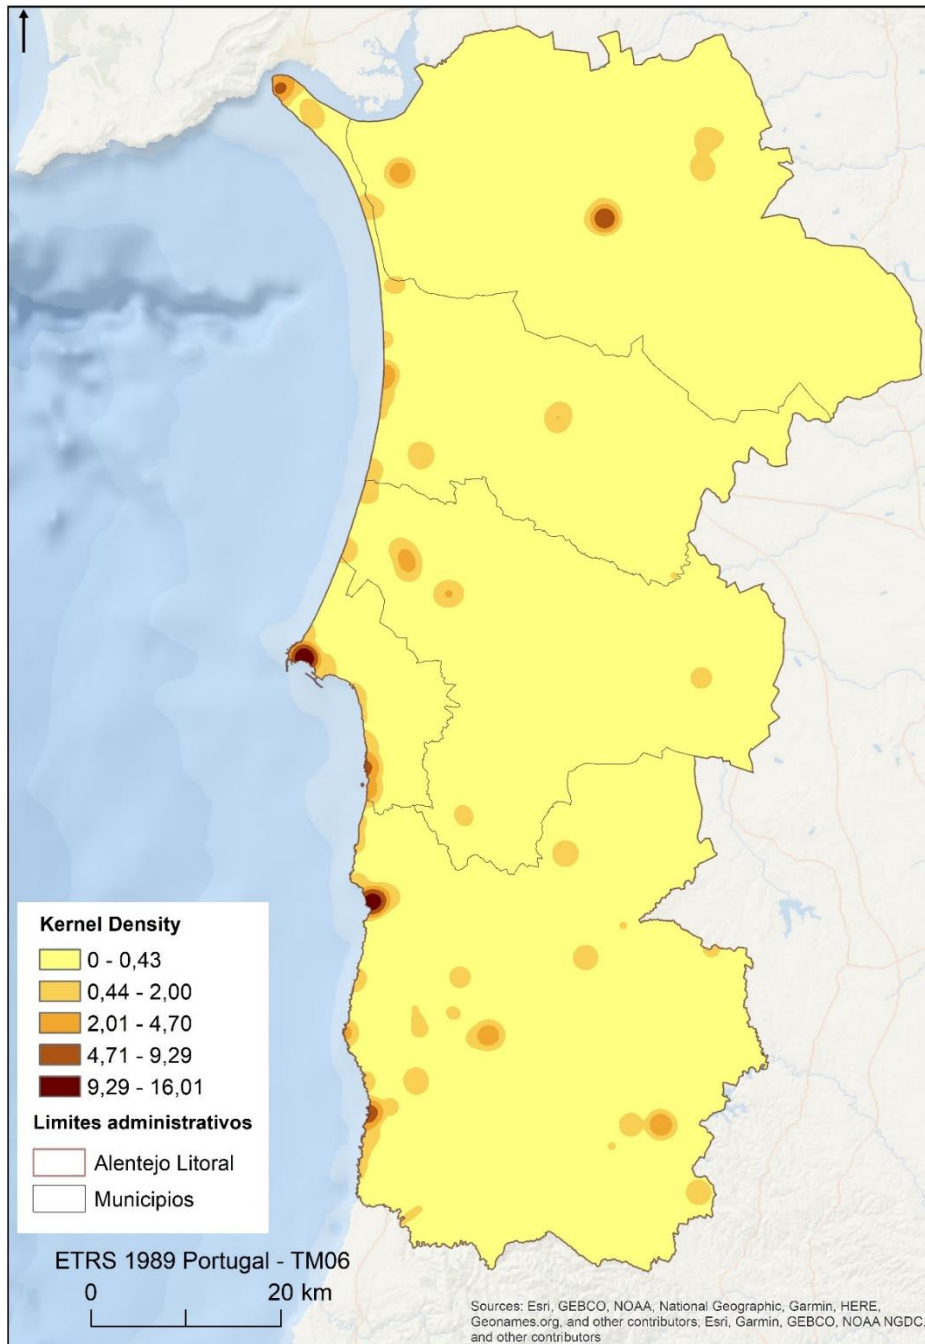 Kernel Density
0 - 0,43
0,44 - 2,00
2,01 - 4,70
4,71 - 9,29
9,29 - 16,01
Limites administrativos
Alentejo Litoral
Municipios
ETRS 1989 Portugal - TM06
0 20 km
Sources: Esri, GEBCO, NOAA, National Geographic, Garmin, HERE,
Geonames.org, and other contributors; Esri, Garmin, GEBCO, NOAA NGDC,
and other contributors